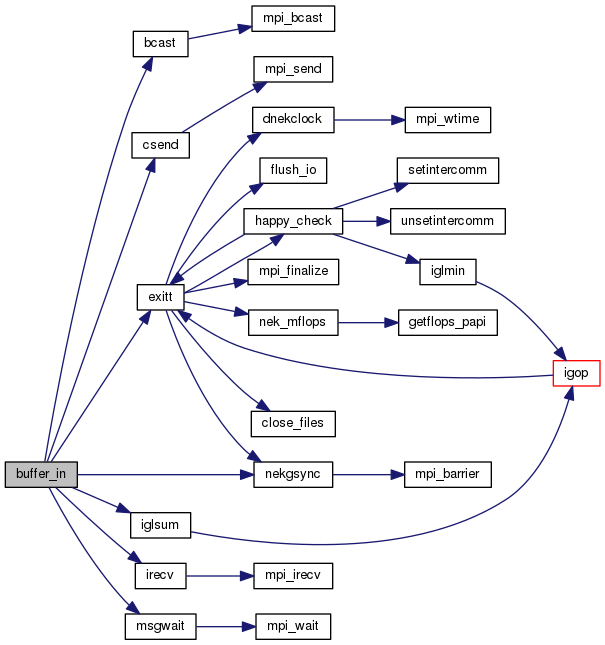 mpi_bcast
bcast
mpi_send
csend
dnekclock
mpi_wtime
flush_io
setintercomm
happy_check
unsetintercomm
mpi_finalize
iglmin
exitt
nek_mflops
getflops_papi
igop
close_files
buffer_in
nekgsync
mpi_barrier
iglsum
irecv
mpi_irecv
msgwait
mpi_wait